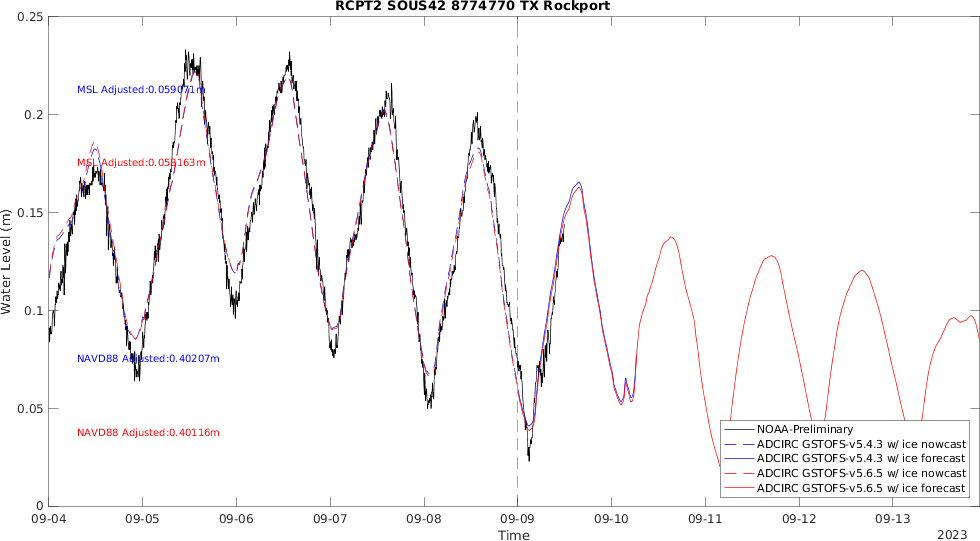 RCPT2 SOUS42 8774770 TX Rockport
0.25
0.2
0.15
0.1
0.05
0
Water Level (m)
MSL Adjusted:0.059071m
MSL Adjusted:
NAVD88 Adjusted:0.40207m
NAVD88 Adjusted:0.40116m
NOAA-Preliminary
ADCIRC GSTOFS-v5.4.3 w/ ice nowcast
ADCIRC GSTOFS-v5.4.3 w/ ice forecast
ADCIRC GSTOFS-v5.6.5 w/ ice nowcast
ADCIRC GSTOFS-v5.6.5 w/ ice forecast
09-04 09-05 09-06 09-07 09-08 09-09 09-10 09-11 09-12 09-13
Time
2023